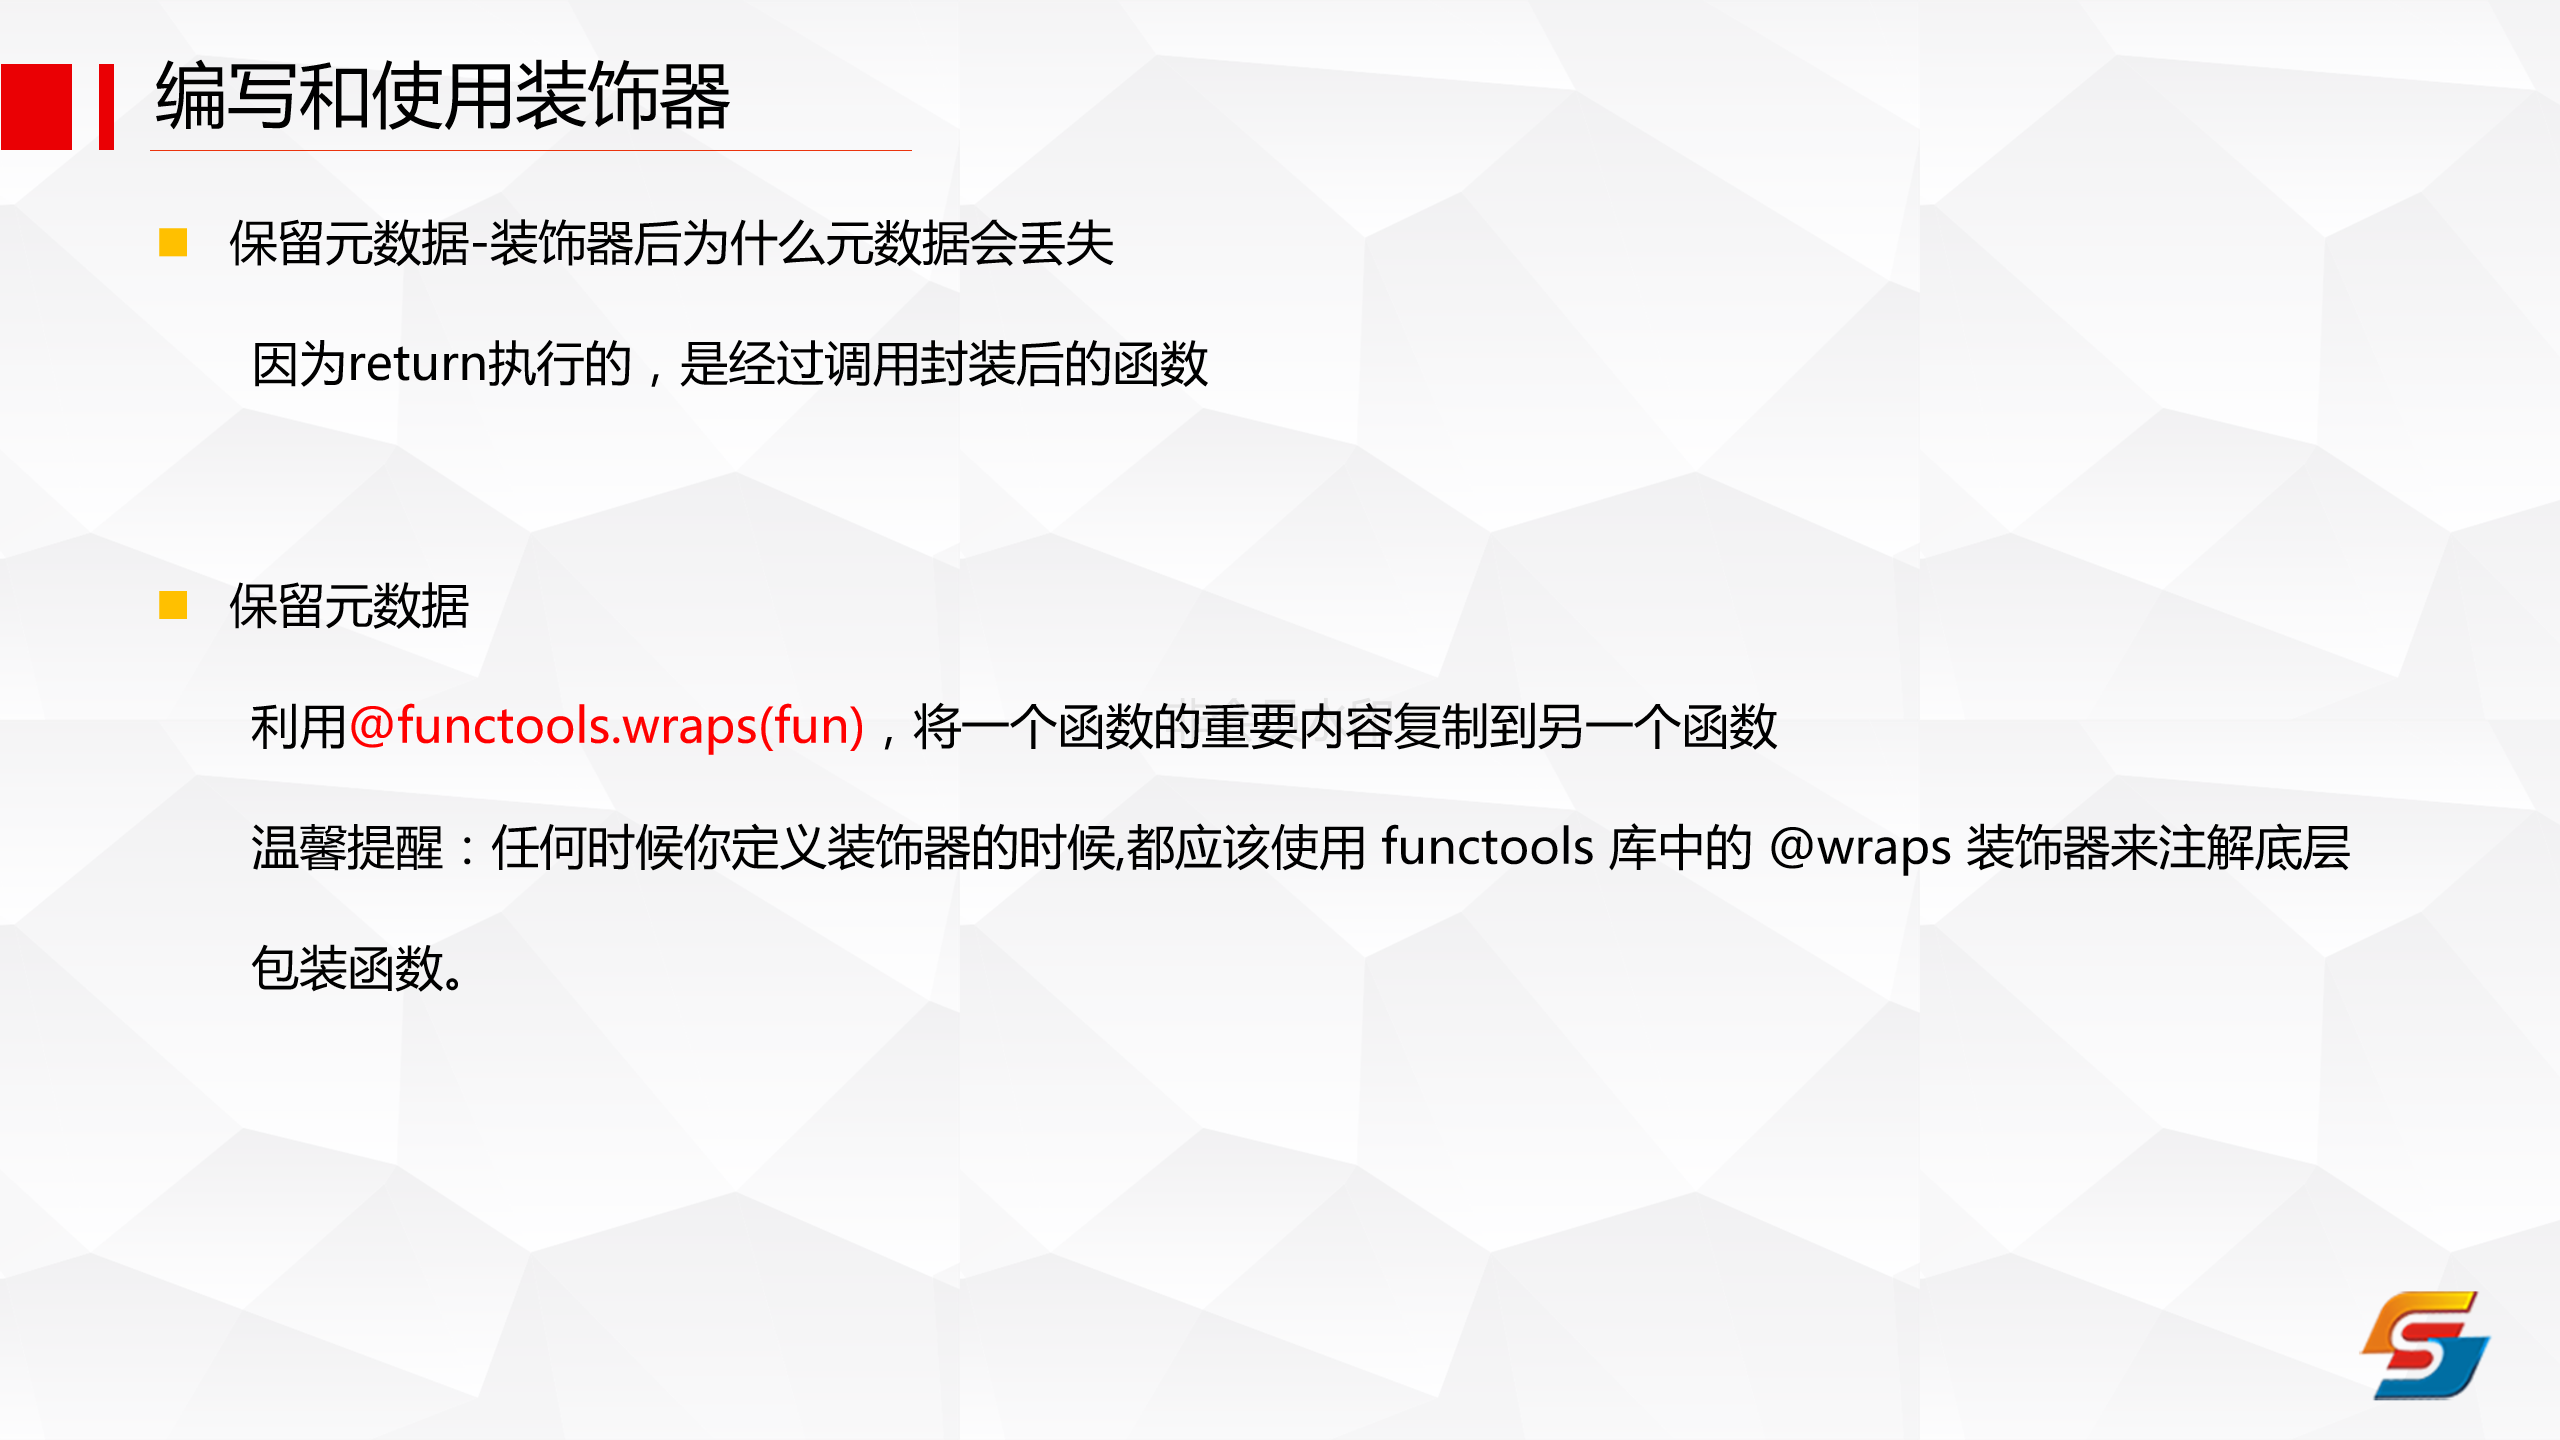 编写和使用装饰器
保留元数据-装饰器后为什么元数据会丢失
因为return执行的，是经过调用封装后的函数
保留元数据
利用@functools.wraps(fun)，将一个函数的重要内容复制到另一个函数
温馨提醒：任何时候你定义装饰器的时候,都应该使用 functools 库中的 @wraps 装饰器来注解底层
包装函数。